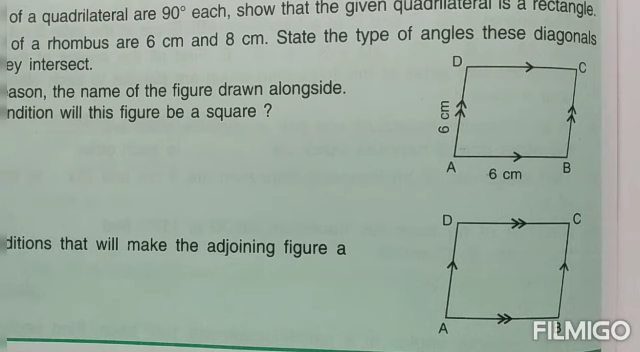 of a quadrilateral are 90° each, show that the given quadrilateral is a rectangle.
of a rhombus are 6 cm and 8 cm. State the type of angles these diagonals
ey intersect.
ason, the name of the figure drawn alongside.
ndition will this figure be a square ?
D
C
6 cm
A
6 cm
B
D
C
ditions that will make the adjoining figure a
A
B
FILMIGO